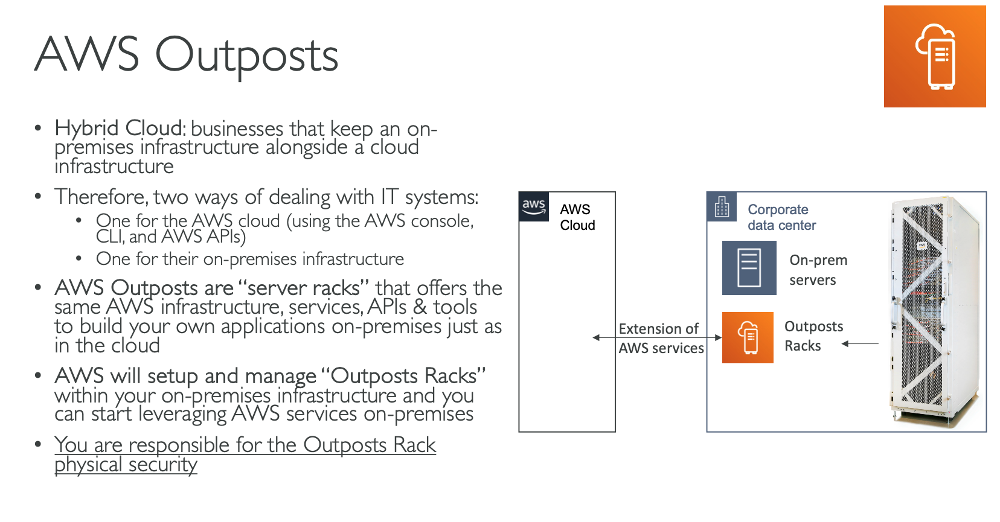 AWS Outposts
• Hybrid Cloud: businesses that keep an on-
premises infrastructure alongside a cloud
infrastructure
• Therefore, two ways of dealing with IT systems:
• One for the AWS cloud (using the AWS console,
CLI, and AWS APIs)
• One for their on-premises infrastructure
• AWS Outposts are “server racks” that offers the
same AWS infrastructure, services, APIs & tools
to build your own applications on-premises just as
in the cloud
• AWS will setup and manage “Outposts Racks”
within your on-premises infrastructure and you
can start leveraging AWS services on-premises
• You are responsible for the Outposts Rack
physical security
aws
AWS
Cloud
Extension of
AWS services
Corporate
data center
On-prem
servers
Outposts
Racks
aws